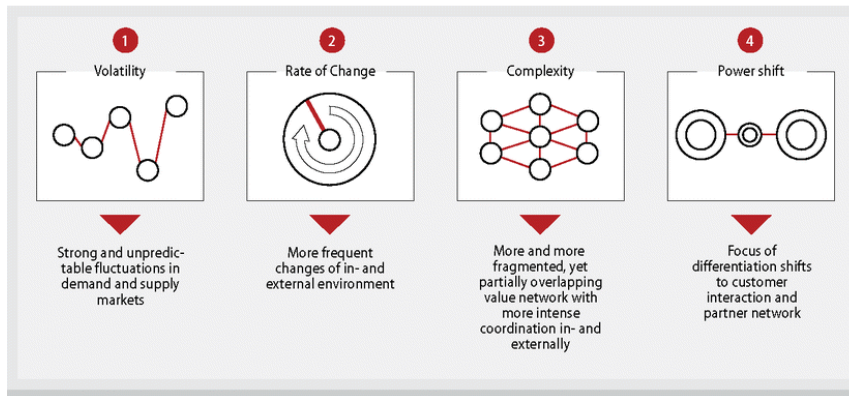 1
Volatility
Strong and unpredic-
table fluctuations in
demand and supply
markets
2
Rate of Change
More frequent
changes of in- and
external environment
3
Complexity
More and more
fragmented, yet
partially overlapping
value network with
more intense
coordination in- and
externally
4
Power shift
Focus of
differentiation shifts
to customer
interaction and
partner network